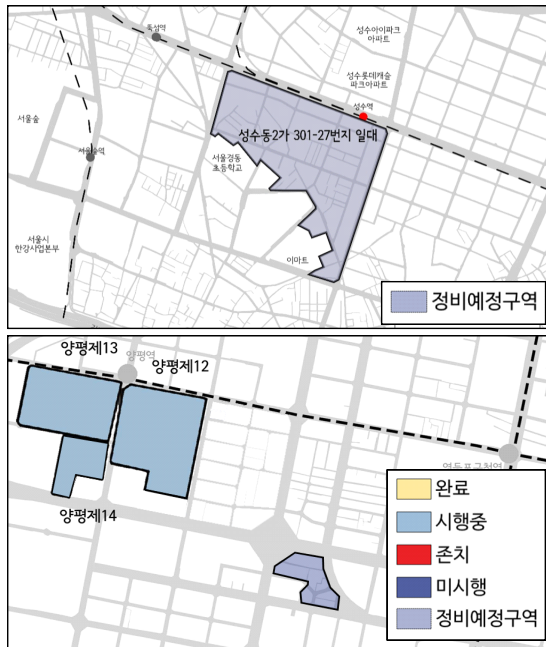 뚝섬역
성수아이파크
아파트
성수롯데캐슬
파크아파트
성수역
서울숲
성수동2가 301-27번지 일대
서울숲역
서울경동
초등학교
서울시
한강사업본부
이마트
정비예정구역
양평제13
양평역
양평제12
영등포구청역
완료
시행중
양평제14
존치
미시행
정비예정구역